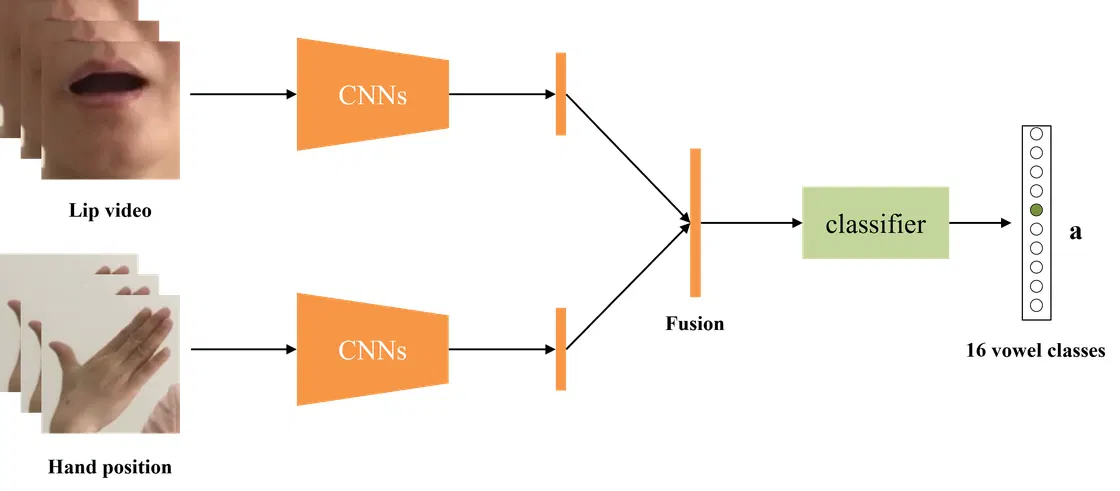 CNNs
Lip video
classifier
a
Fusion
CNNs
16 vowel classes
Hand position